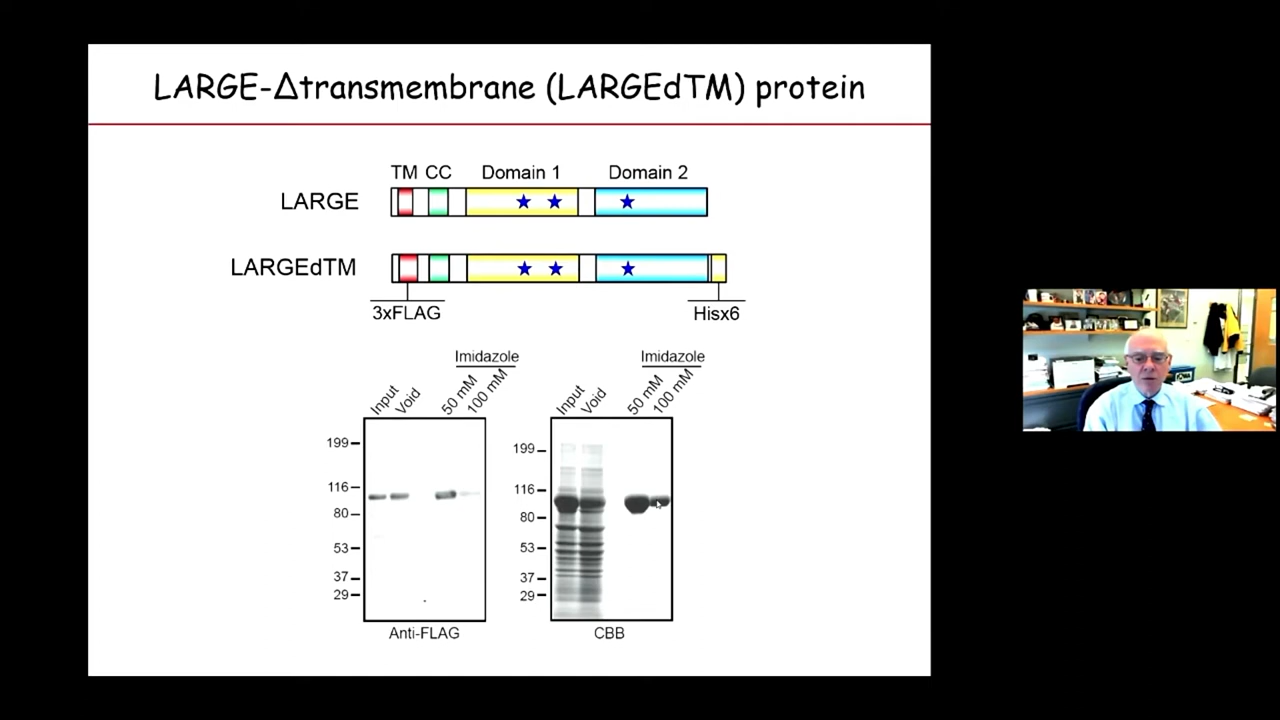 LARGE-Δtransmembrane (LARGEdTM) protein
TM CC Domain 1 Domain 2
LARGE
LARGEdTM
3xFLAG Hisx6
Imidazole
Input Void 50 mM 100 mM
199
116
80
53
37
29
Anti-FLAG
Imidazole
Input Void 50 mM 100 mM
199
116
80
53
37
29
CBB